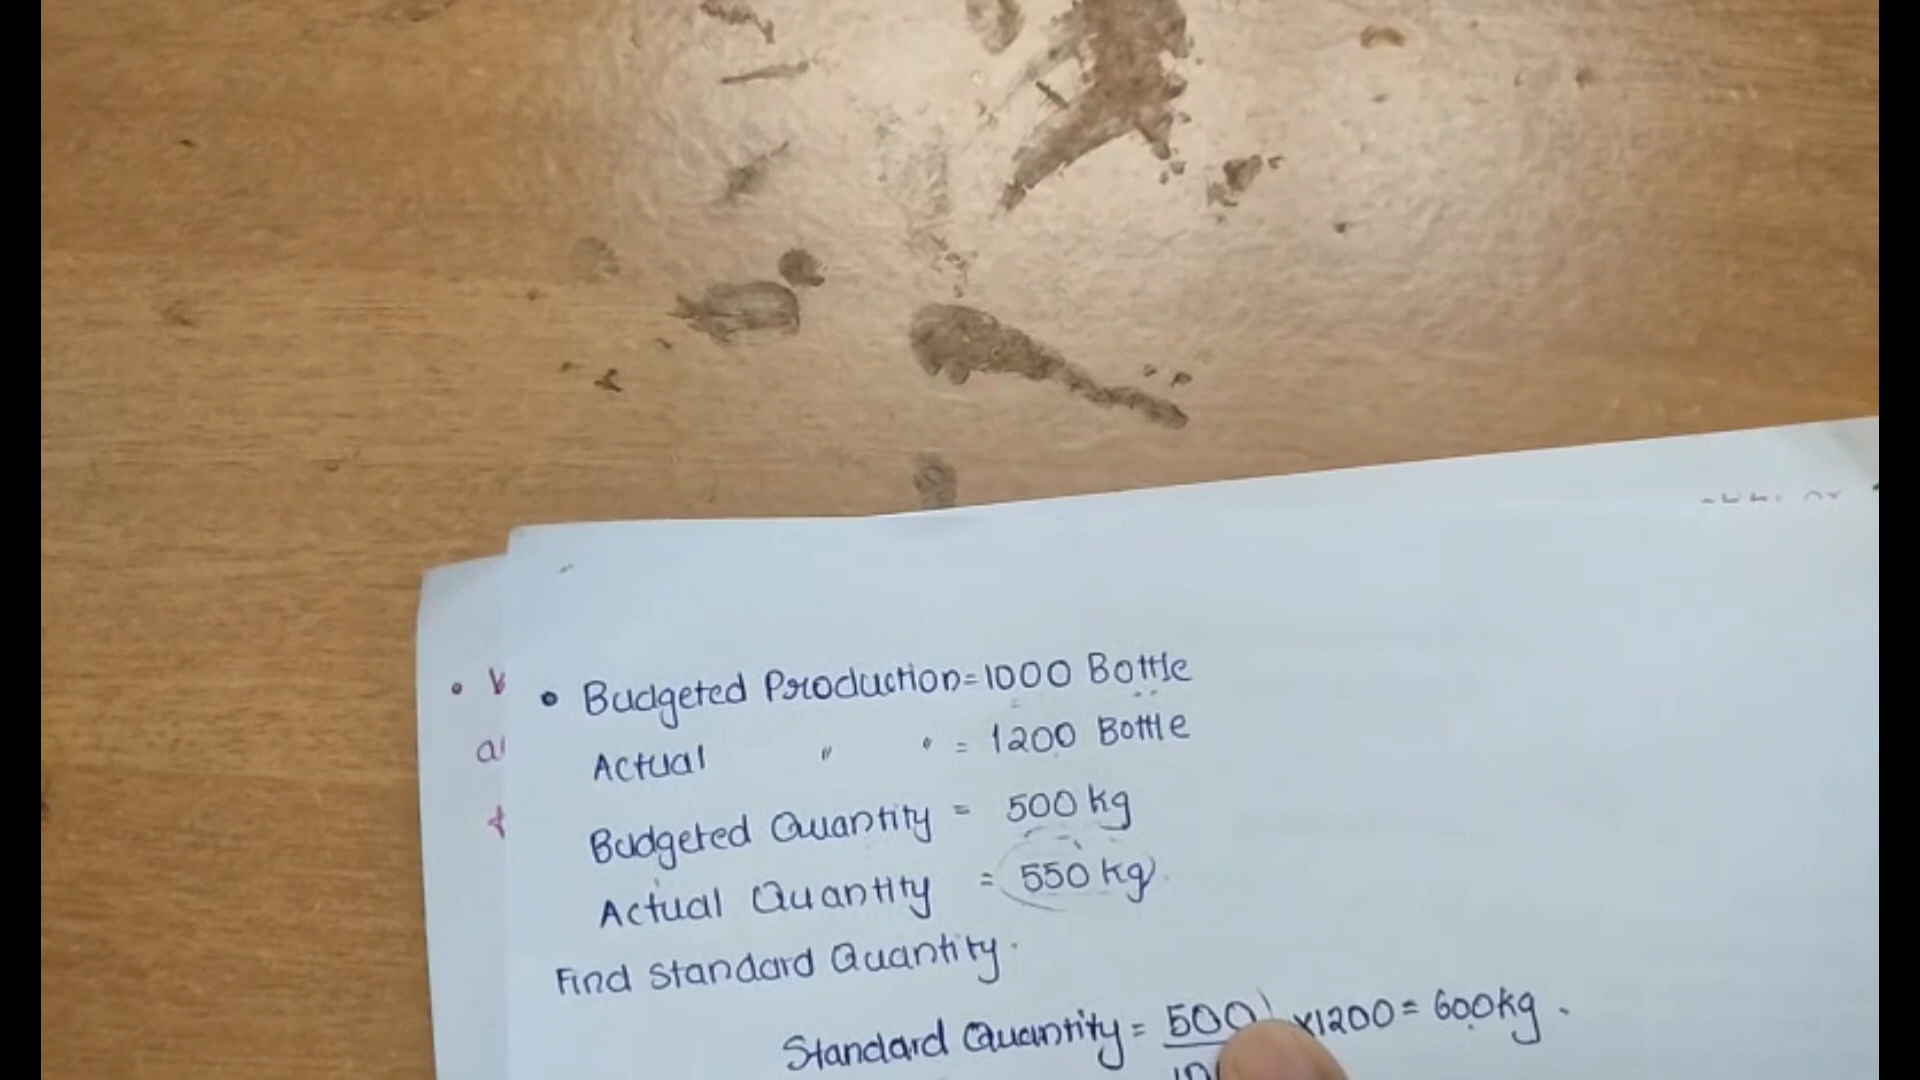 • Budgeted Production = 1000 Bottle
Actual " " = 1200 Bottle
Budgeted Quantity = 500 kg
Actual Quantity = 550 kg
Find Standard Quantity.
Standard Quantity = 500 x1200 = 600kg.